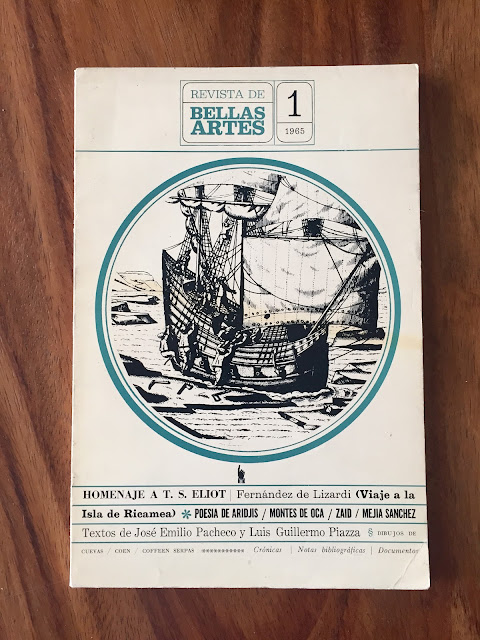 REVISTA DE
BELLAS
ARTES
1
1965
HOMENAJE A T. S. ELIOT | Fernández de Lizardi (Viaje a la
Isla de Ricamea) * POESIA DE ARIDJIS / MONTES DE OCA / ZAID / MEJIA SANCHEZ
Textos de José Emilio Pacheco y Luis Guillermo Piazza § DIBUJOS DE
CUEVAS / COEN / COFFEEN SERPAS *********** Crónicas | Notas bibliográficas | Documentos